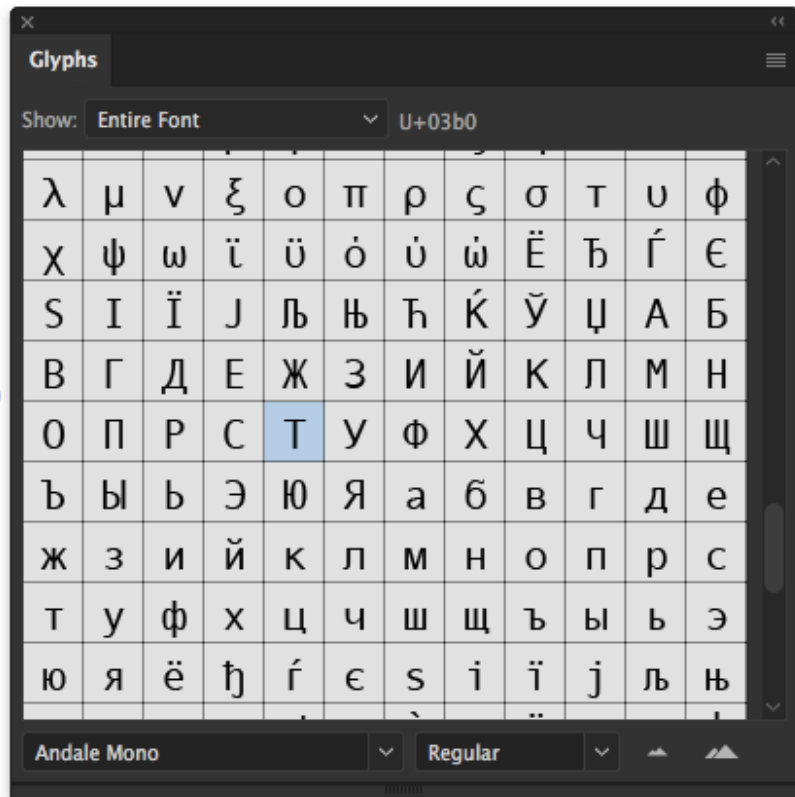 Glyphs
Show: Entire Font U+03b0
λ μ ν ξ ο π ρ ς σ τ υ φ
χ ψ ω ϊ ϋ ό ύ ώ Ё Ђ Ѓ Є
Ѕ І Ї Ј Љ Њ Ћ Ќ Ў Џ А Б
В Г Д Е Ж З И Й К Л М Н
О П Р С Т У Ф Х Ц Ч Ш Щ
Ъ Ы Ь Э Ю Я а б в г д е
ж з и й к л м н о п р с
т у ф х ц ч ш щ ъ ы ь э
ю я ё ђ ѓ є ѕ і ї ј љ њ
Andale Mono Regular